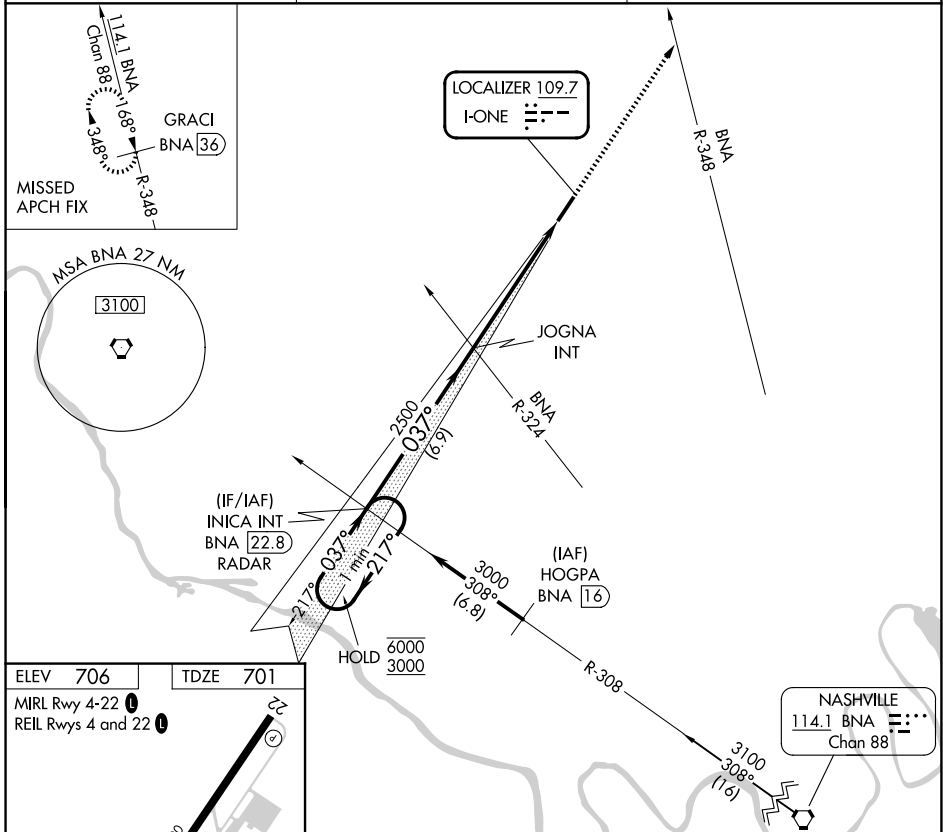 114.1 BNA
Chan 88
168°
348°
GRACI
BNA 36
R-348
MISSED
APCH FIX
LOCALIZER 109.7
I-ONE
BNA
R-348
MSA BNA 27 NM
3100
JOGNA
INT
BNA
R-324
2500
037°
(6.9)
(IF/IAF)
INICA INT
BNA 22.8
RADAR
037°
1 min
217°
217°
HOLD
6000
3000
3000
308°
(6.8)
(IAF)
HOGPA
BNA 16
R-308
3100
308°
(16)
NASHVILLE
114.1 BNA
Chan 88
ELEV 706
TDZE 701
MIRL Rwy 4-22 L
REIL Rwys 4 and 22 L
22
P